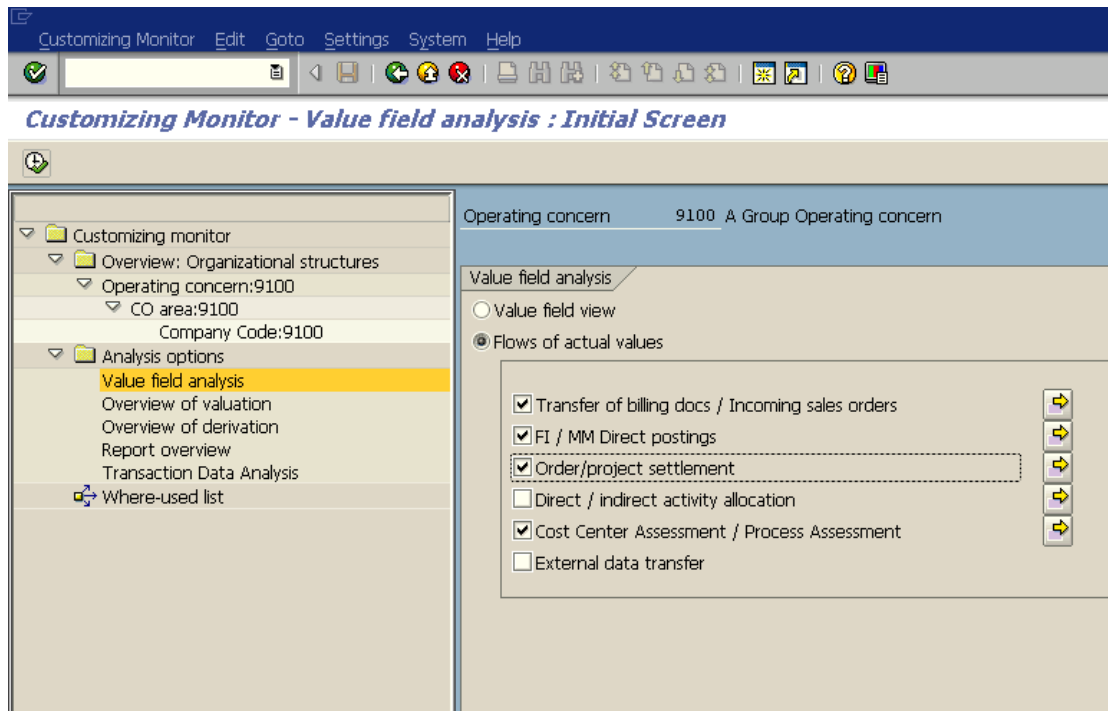 Customizing Monitor Edit Goto Settings System Help
Customizing Monitor - Value field analysis : Initial Screen
Customizing monitor
Overview: Organizational structures
Operating concern:9100
CO area:9100
Company Code:9100
Analysis options
Value field analysis
Overview of valuation
Overview of derivation
Report overview
Transaction Data Analysis
Where-used list
Operating concern 9100 A Group Operating concern
Value field analysis
Value field view
Flows of actual values
Transfer of billing docs / Incoming sales orders
FI / MM Direct postings
Order/project settlement
Direct / indirect activity allocation
Cost Center Assessment / Process Assessment
External data transfer